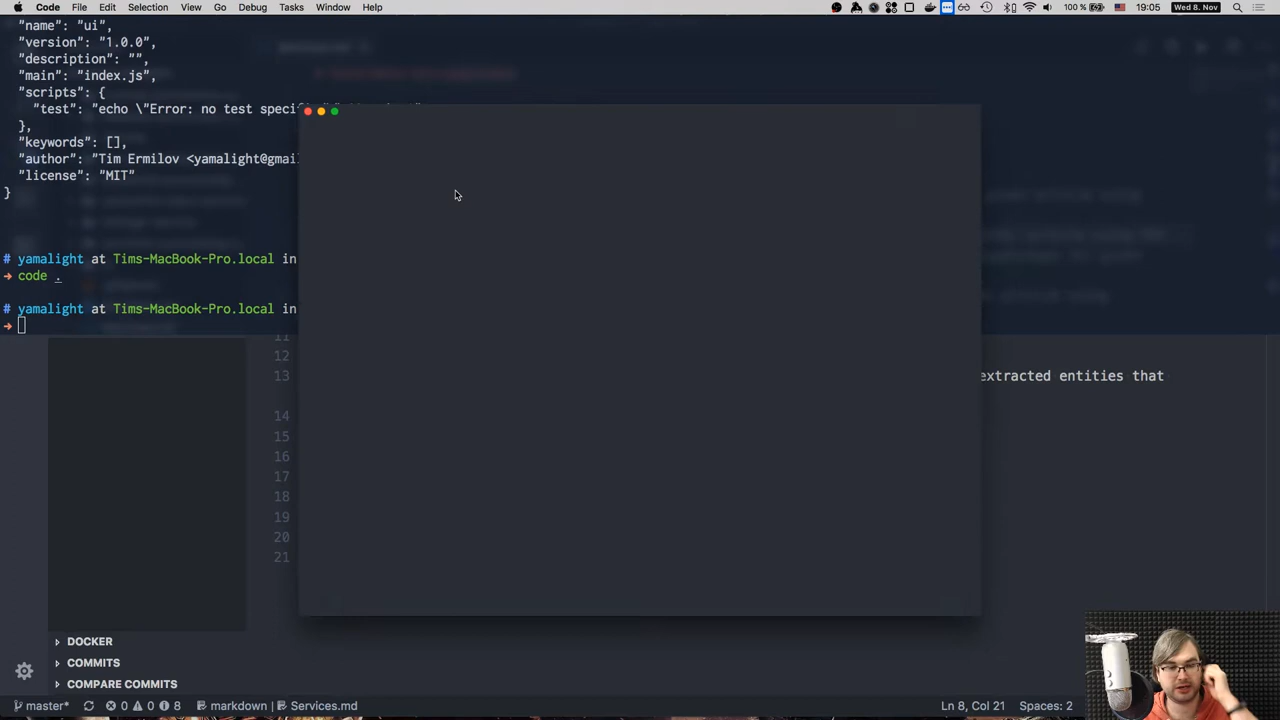 Code File Edit Selection View Go Debug Tasks Window Help 100 % 19:05 Wed 8. Nov
"name": "ui",
"version": "1.0.0",
"description": "",
"main": "index.js",
"scripts": {
"test": "echo \"Error: no test speci
},
"keywords": [],
"author": "Tim Ermilov <yamalight@gmai
"license": "MIT"
}
# yamalight at Tims-MacBook-Pro.local in
→ code .
# yamalight at Tims-MacBook-Pro.local in
→
11
12
13 extracted entities that
14
15
16
17
18
19
20
21
DOCKER
COMMITS
COMPARE COMMITS
master* 0 0 8 markdown Services.md Ln 8, Col 21 Spaces: 2